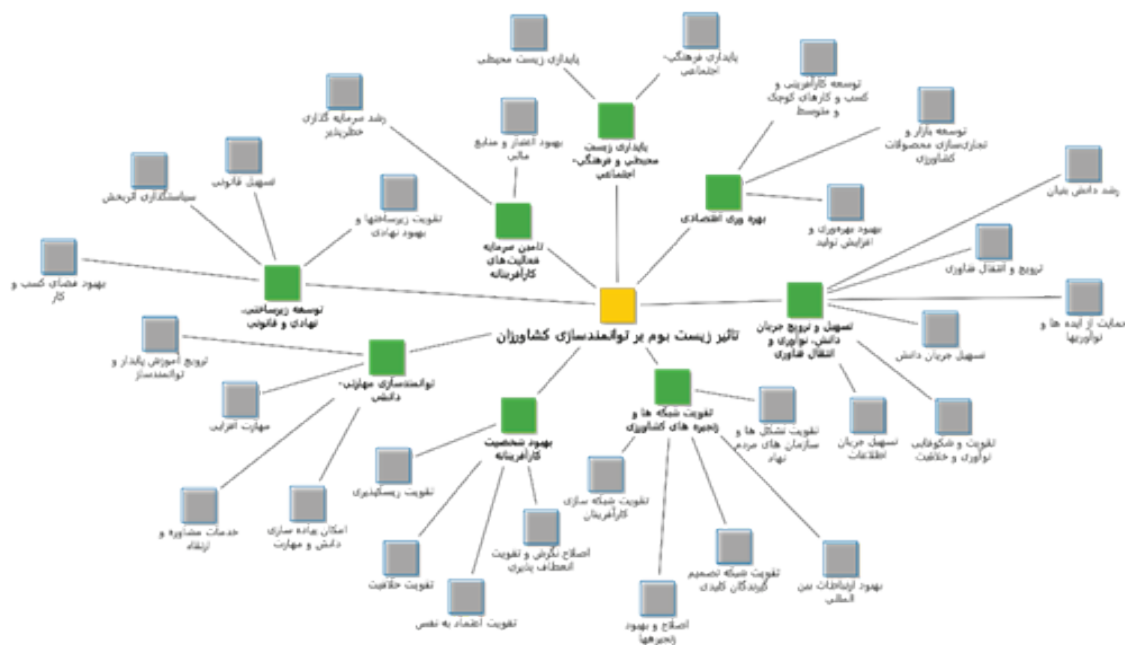 پایداری زیست محیطی
پایداری فرهنگی-
اجتماعی
توسعه کارآفرینی و
کسب و کارهای کوچک
و متوسط
رشد سرمایه گذاری
خطرپذیر
بهبود اعتبار و منابع
مالی
پایداری زیست
محیطی و فرهنگی-
اجتماعی
توسعه بازار و
تجاری‌سازی محصولات
کشاورزی
سیاستگذاری اثربخش
تسهیل قانونی
رشد دانش بنیان
تقویت زیرساختها و
بهبود نهادی
تامین سرمایه
فعالیت‌های
کارآفرینانه
بهره وری اقتصادی
بهبود بهره‌وری و
افزایش تولید
ترویج و انتقال فناوری
بهبود فضای کسب و
کار
توسعه زیرساختی،
نهادی و قانونی
تاثیر زیست بوم بر توانمندسازی کشاورزان
تسهیل و ترویج جریان
دانش، نوآوری و
انتقال فناوری
حمایت از ایده ها و
نوآوریها
ترویج آموزش پایدار و
توانمندساز
توانمندسازی مهارتی-
دانشی
تسهیل جریان دانش
مهارت افزایی
بهبود شخصیت
کارآفرینانه
تقویت شبکه ها و
زنجیره های کشاورزی
تقویت تشکل ها و
سازمان های مردم
نهاد
تسهیل جریان
اطلاعات
تقویت و شکوفایی
نوآوری و خلاقیت
تقویت ریسکپذیری
تقویت شبکه سازی
کارآفرینان
خدمات مشاوره و
ارتقاء
امکان پیاده سازی
دانش و مهارت
اصلاح نگرش و تقویت
انعطاف پذیری
تقویت خلاقیت
تقویت شبکه تصمیم
گیرندگان کلیدی
بهبود ارتباطات بین
المللی
تقویت اعتماد به نفس
اصلاح و بهبود
زنجیرهها